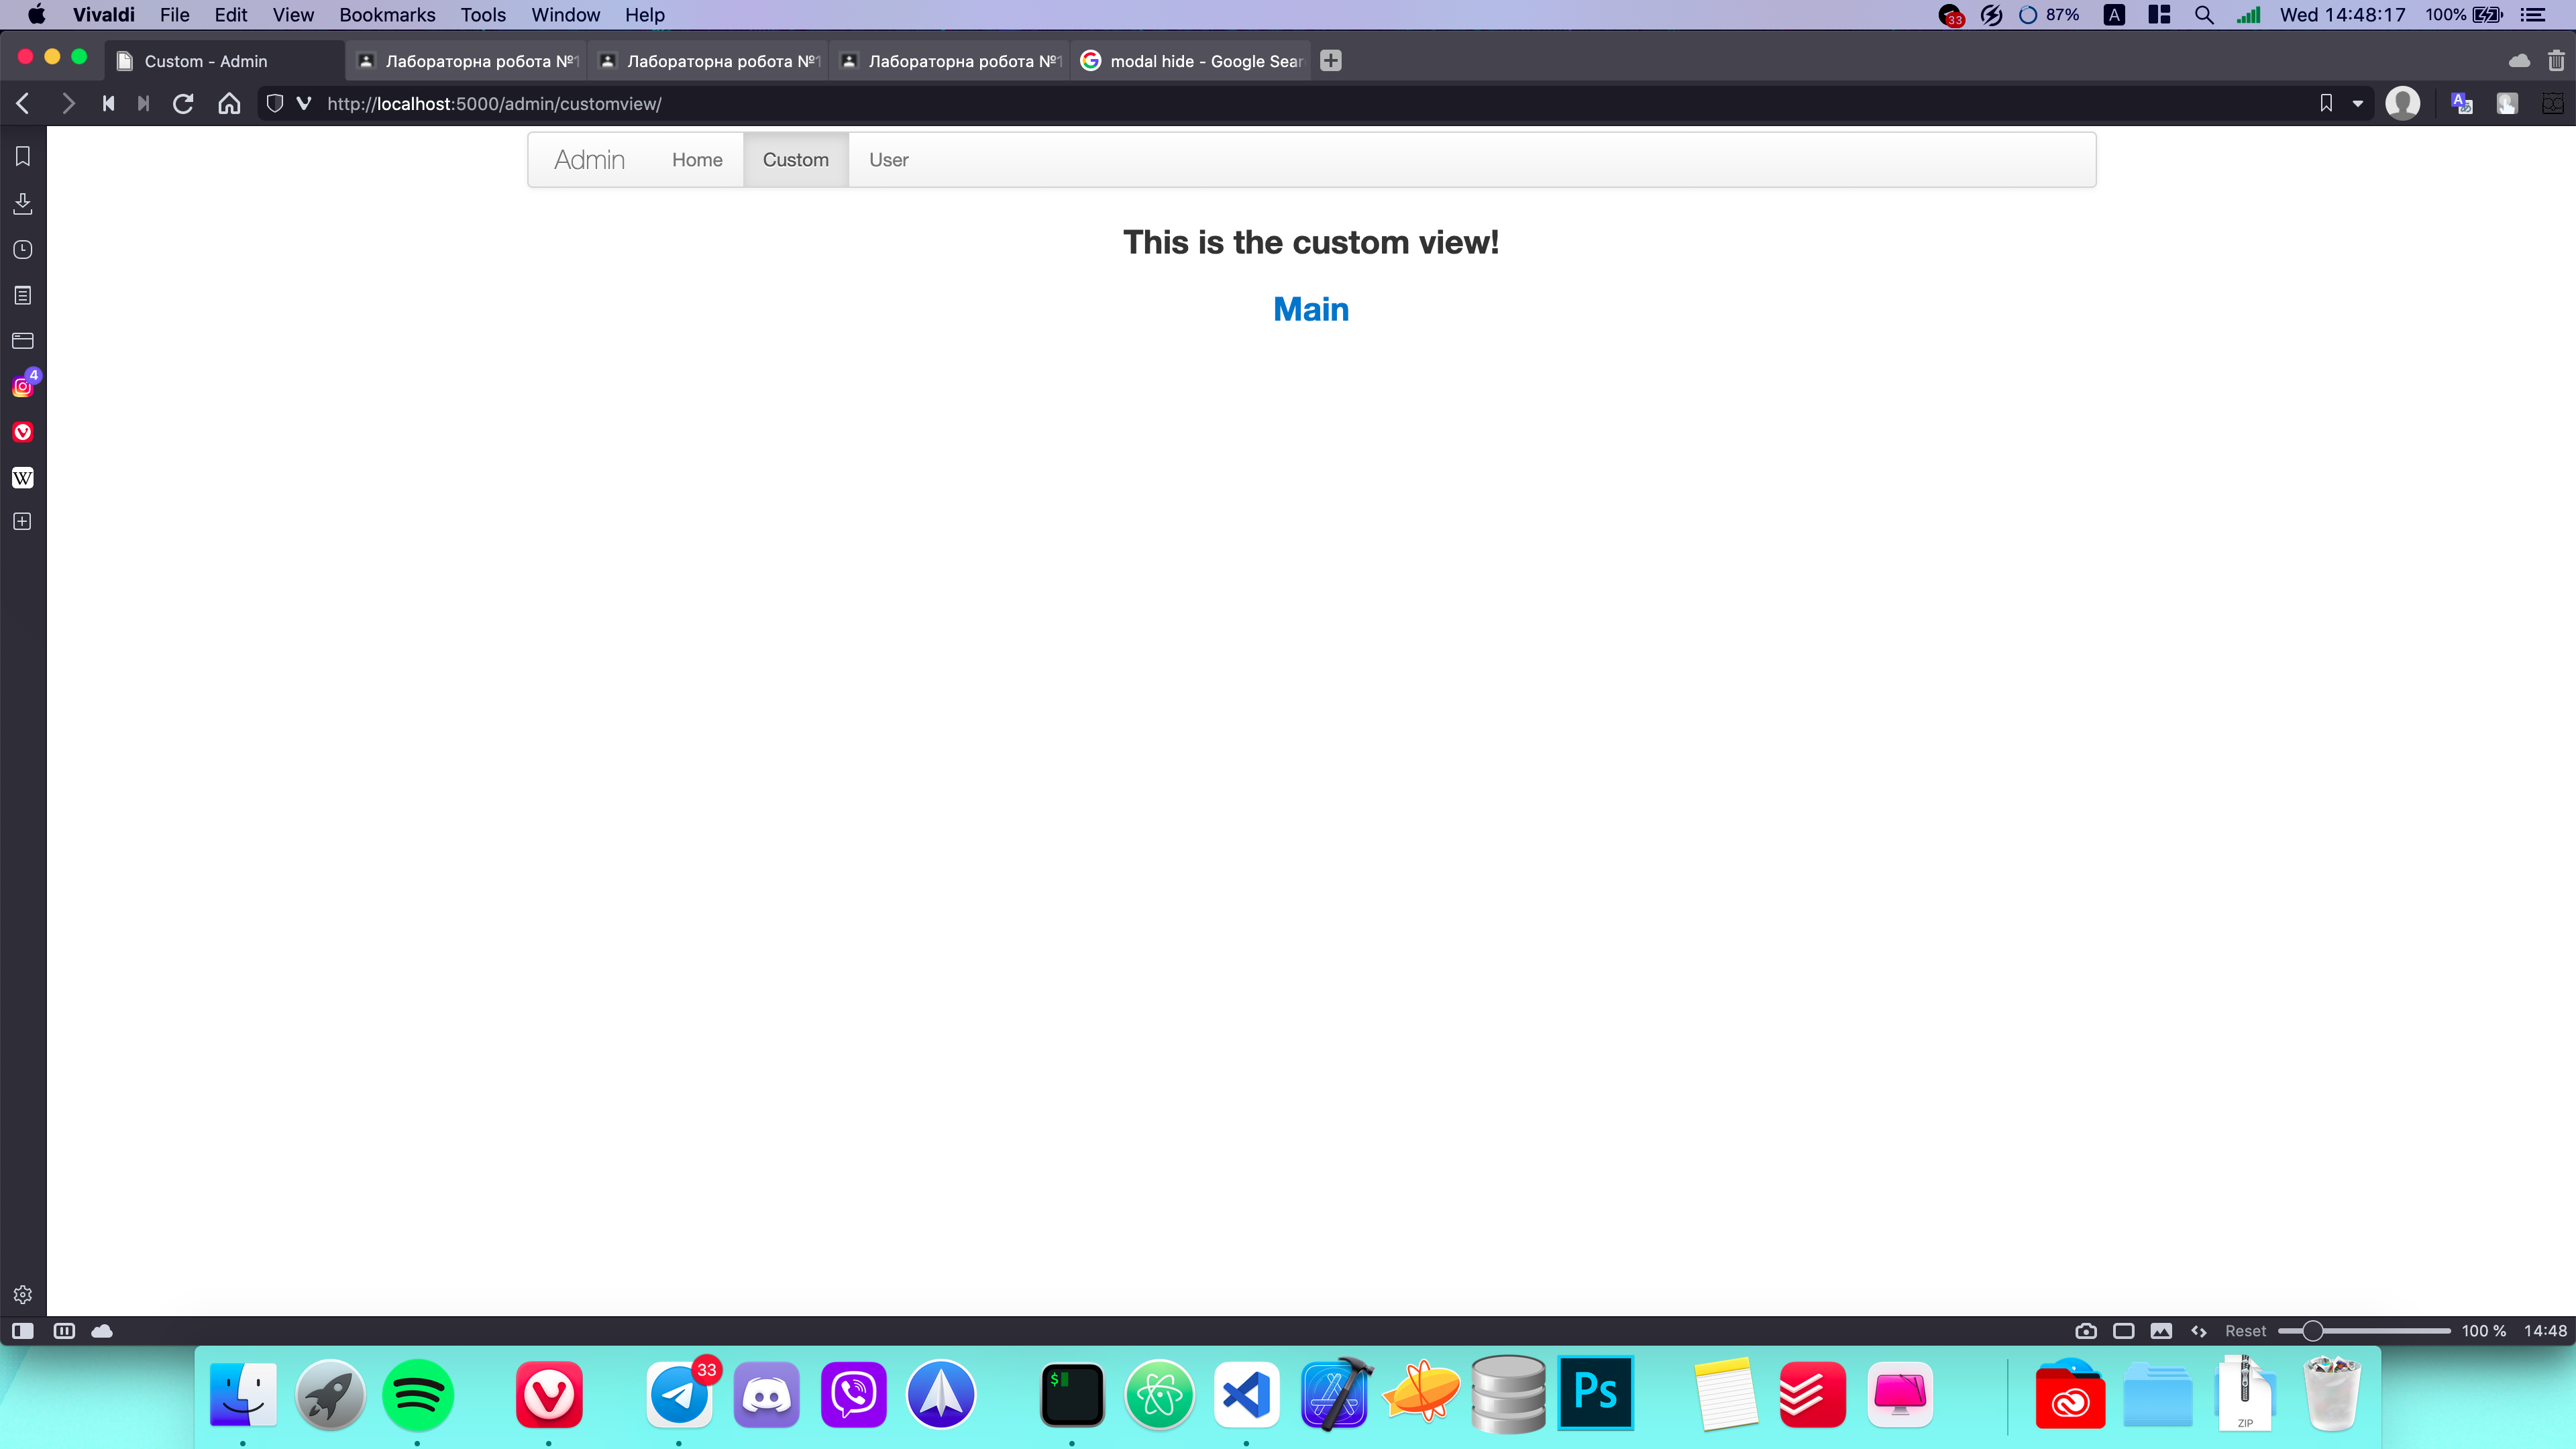 Vivaldi File Edit View Bookmarks Tools Window Help 33 87% A Wed 14:48:17 100%
Custom - Admin Лабораторна робота №1 Лабораторна робота №1 Лабораторна робота №1 modal hide - Google Sear
http://localhost:5000/admin/customview/
Admin Home Custom User
This is the custom view!
Main
4
W
Reset 100 % 14:48
33
$
Ps
ZIP